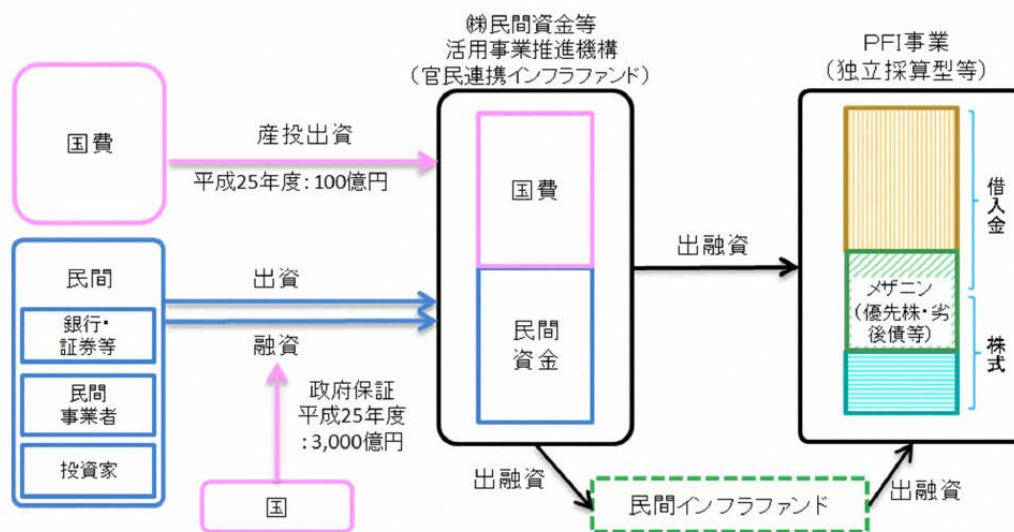 ㈱民間資金等
活用事業推進機構
(官民連携インフラファンド)
PFI事業
(独立採算型等)
国費
産投出資
平成25年度：100億円
国費
出融資
借入金
民間
出資
銀行・
証券等
融資
民間
資金
メザニン
(優先株・劣
後債等)
株式
民間
事業者
政府保証
平成25年度
：3,000億円
投資家
国
出融資
民間インフラファンド
出融資